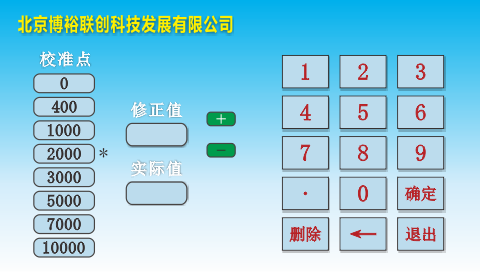 北京博裕联创科技发展有限公司
校准点
0
400
1000
2000 *
3000
5000
7000
10000
修正值
+
−
实际值
1 2 3
4 5 6
7 8 9
· 0 确定
删除 ← 退出